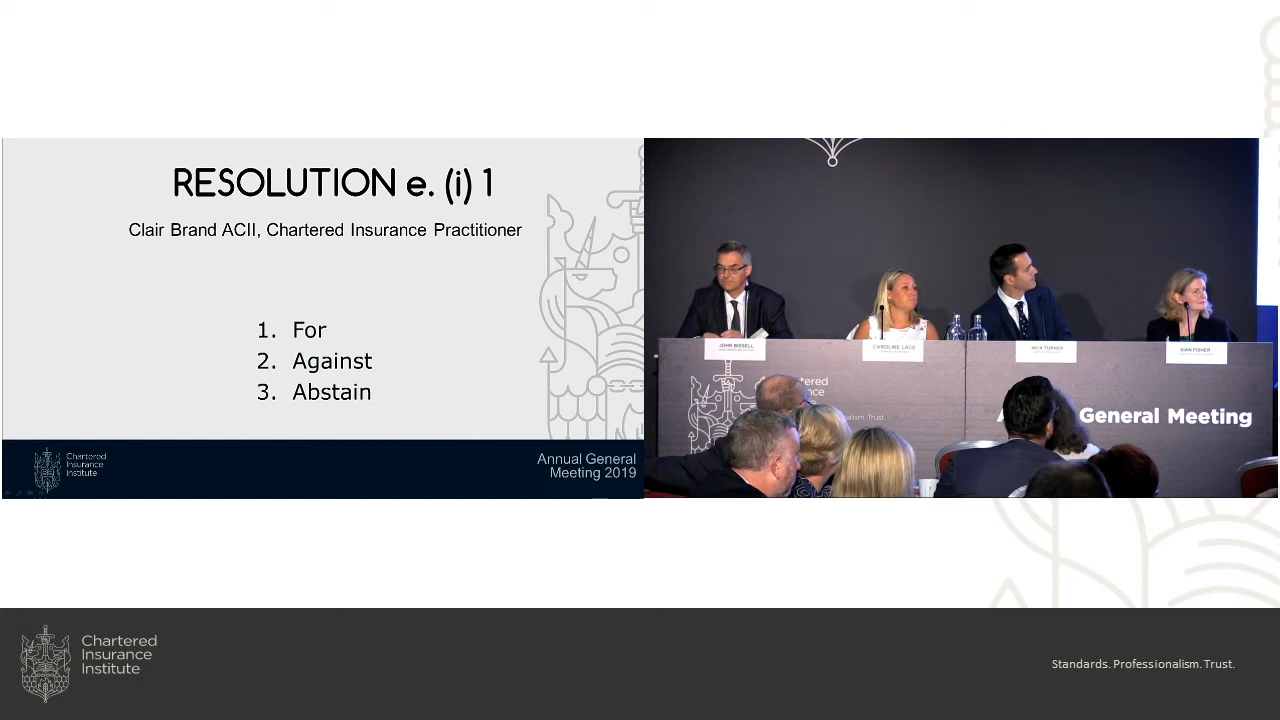 RESOLUTION e. (i) 1
Clair Brand ACII, Chartered Insurance Practitioner
1. For
2. Against
3. Abstain
Chartered
Insurance
Institute
Annual General
Meeting 2019
JOHN BISSELL
CAROLINE LACE
NICK TURNER
SIAN FISHER
General Meeting
Trust
Chartered
Insurance
Institute
Standards. Professionalism. Trust.